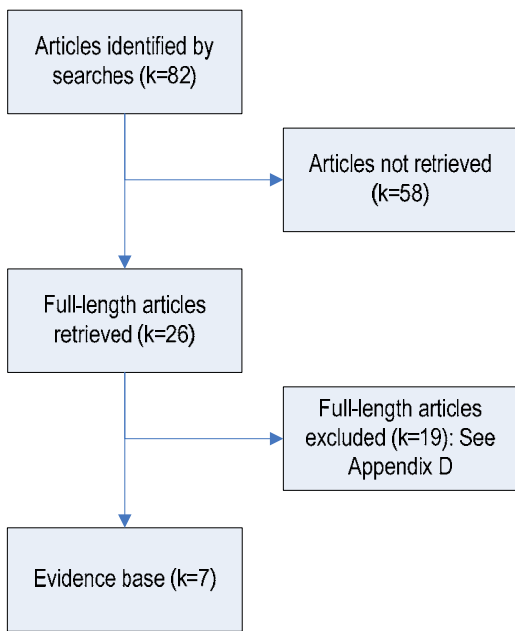 Articles identified by
searches (k=82)
Articles not retrieved
(k=58)
Full-length articles
retrieved (k=26)
Full-length articles
excluded (k=19): See
Appendix D
Evidence base (k=7)